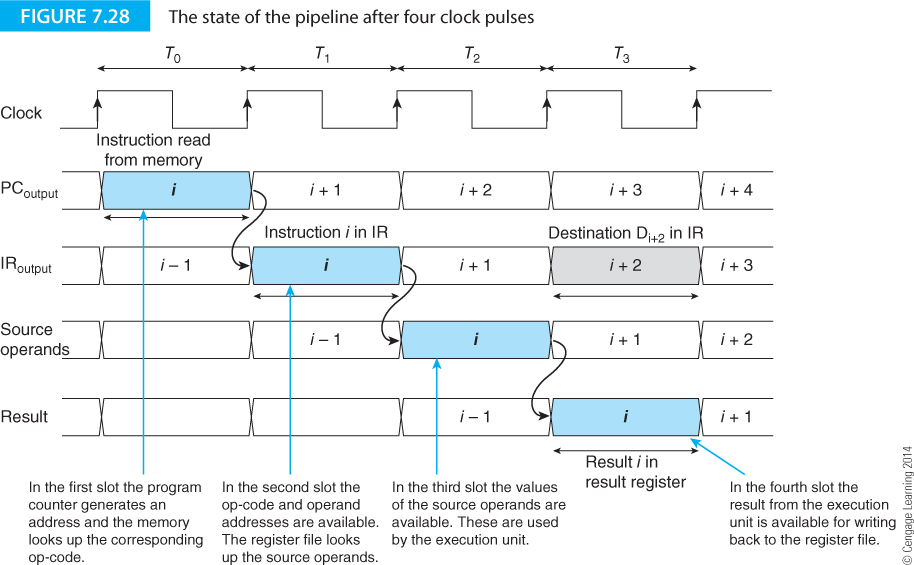 FIGURE 7.28 The state of the pipeline after four clock pulses
T0 T1 T2 T3
Clock
Instruction read
from memory
PCoutput i i + 1 i + 2 i + 3 i + 4
Instruction i in IR Destination Di+2 in IR
IRoutput i – 1 i i + 1 i + 2 i + 3
Source
operands i – 1 i i + 1 i + 2
Result i – 1 i i + 1
Result i in
result register
In the first slot the program
counter generates an
address and the memory
looks up the corresponding
op-code.
In the second slot the
op-code and operand
addresses are available.
The register file looks
up the source operands.
In the third slot the values
of the source operands are
available. These are used
by the execution unit.
In the fourth slot the
result from the execution
unit is available for writing
back to the register file.
© Cengage Learning 2014